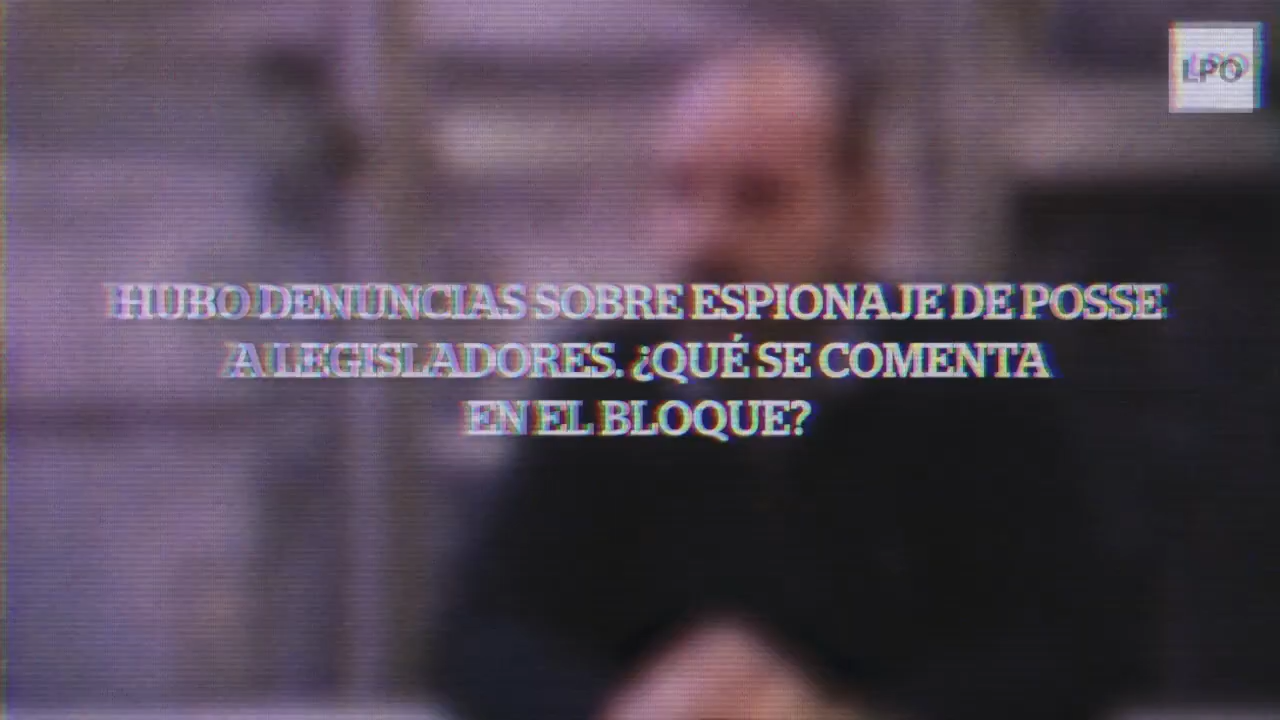 LPO
HUBO DENUNCIAS SOBRE ESPIONAJE DE POSSE
A LEGISLADORES. ¿QUÉ SE COMENTA
EN EL BLOQUE?